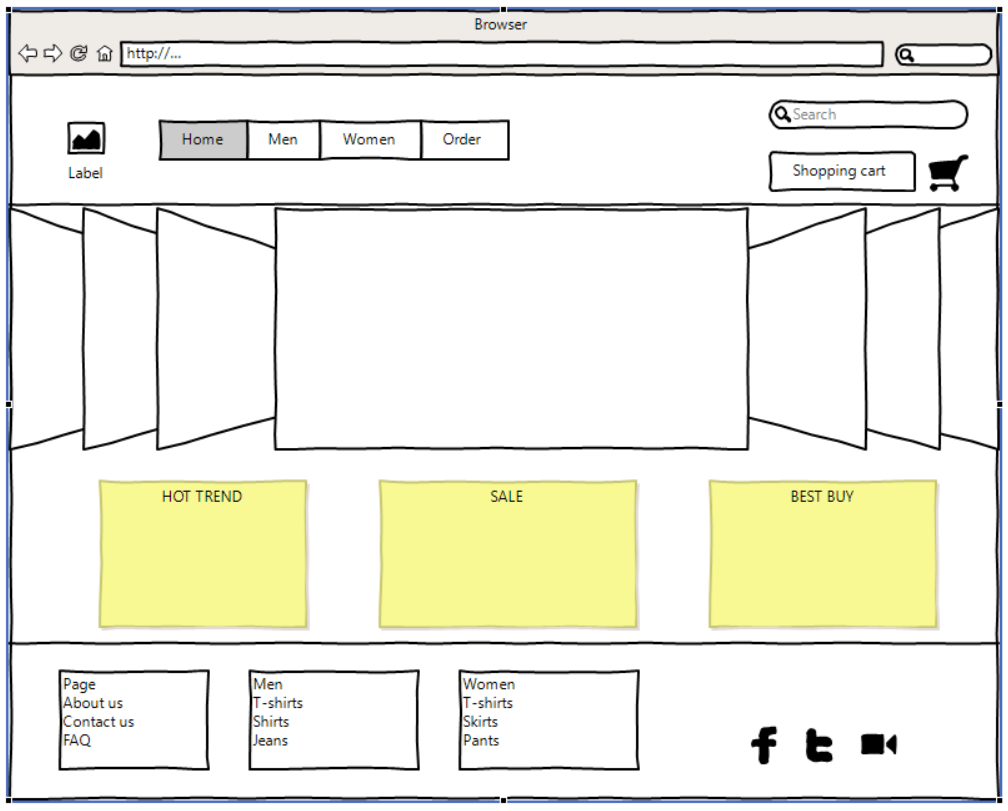 Browser
http://...
Search
Home Men Women Order
Label
Shopping cart
HOT TREND
SALE
BEST BUY
Page
About us
Contact us
FAQ
Men
T-shirts
Shirts
Jeans
Women
T-shirts
Skirts
Pants